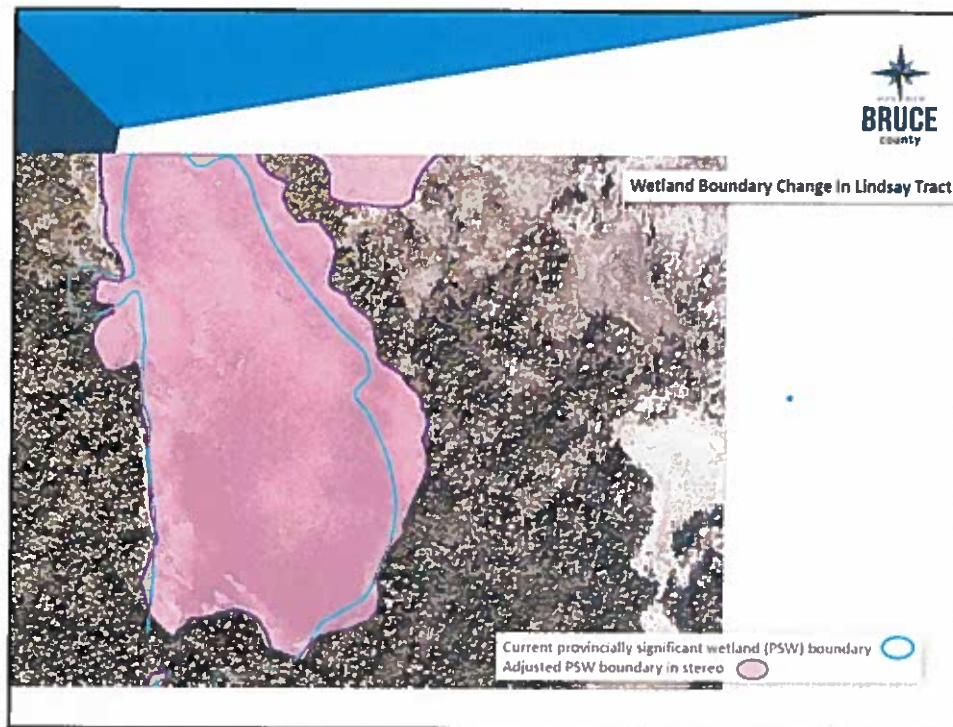 BRUCE
county
Wetland Boundary Change in Lindsay Tract
Current provincially significant wetland (PSW) boundary
Adjusted PSW boundary in stereo